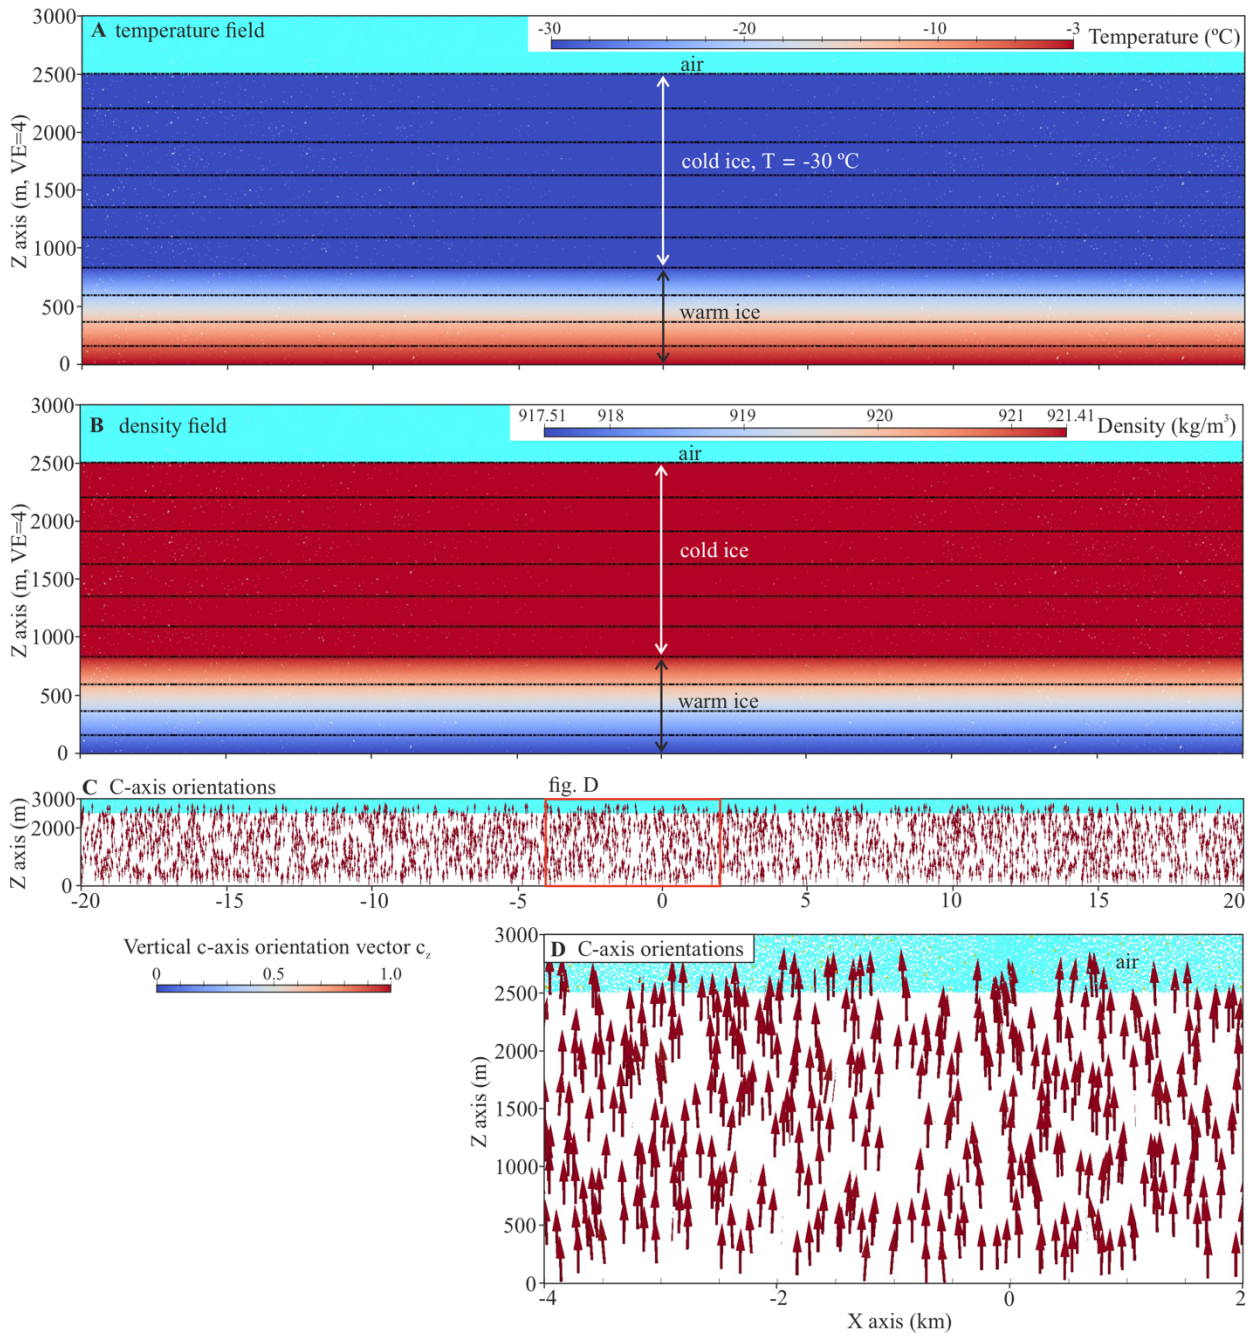 A temperature field
-30 -20 -10 -3 Temperature (ºC)
air
cold ice, T = -30 ºC
warm ice
3000
2500
2000
1500
1000
500
0
Z axis (m, VE=4)
B density field
917.51 918 919 920 921 921.41 Density (kg/m³)
air
cold ice
warm ice
3000
2500
2000
1500
1000
500
0
Z axis (m, VE=4)
C C-axis orientations
fig. D
3000
2000
0
Z axis (m)
-20 -15 -10 -5 0 5 10 15 20
Vertical c-axis orientation vector c_z
0 0.5 1.0
D C-axis orientations
air
3000
2500
2000
1500
1000
500
0
Z axis (m)
-4 -2 0 2
X axis (km)